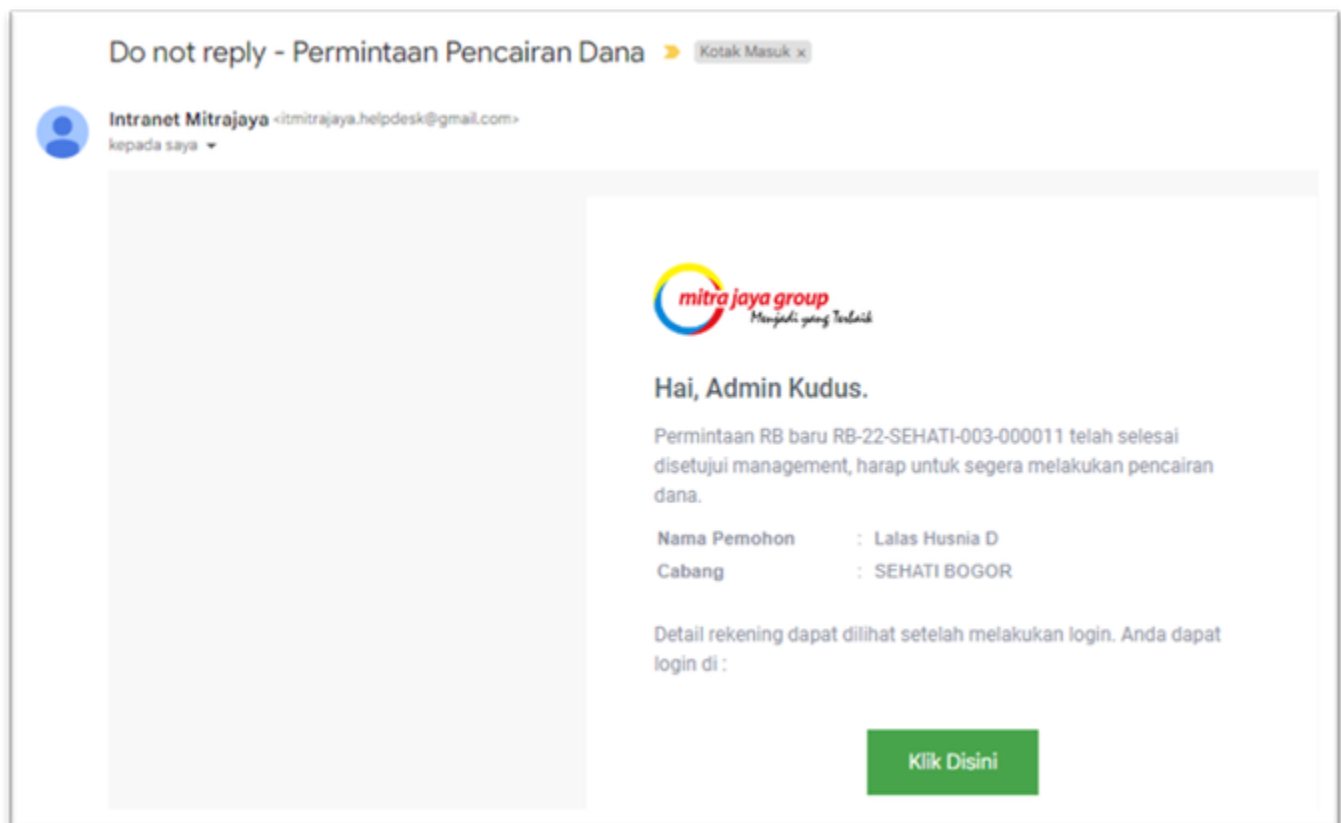 Do not reply - Permintaan Pencairan Dana Kotak Masuk x
Intranet Mitrajaya <itmitrajaya.helpdesk@gmail.com>
kepada saya
mitra jaya group
Menjadi yang Terbaik
Hai, Admin Kudus.
Permintaan RB baru RB-22-SEHATI-003-000011 telah selesai
disetujui management, harap untuk segera melakukan pencairan
dana.
Nama Pemohon : Lalas Husnia D
Cabang : SEHATI BOGOR
Detail rekening dapat dilihat setelah melakukan login. Anda dapat
login di :
Klik Disini